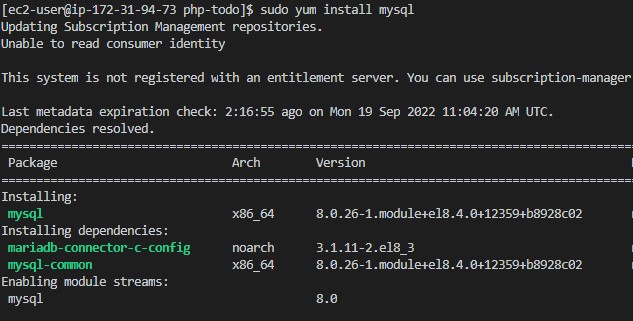 [ec2-user@ip-172-31-94-73 php-todo]$ sudo yum install mysql
Updating Subscription Management repositories.
Unable to read consumer identity
This system is not registered with an entitlement server. You can use subscription-manager
Last metadata expiration check: 2:16:55 ago on Mon 19 Sep 2022 11:04:20 AM UTC.
Dependencies resolved.
Package Arch Version
Installing:
mysql x86_64 8.0.26-1.module+el8.4.0+12359+b8928c02
Installing dependencies:
mariadb-connector-c-config noarch 3.1.11-2.el8_3
mysql-common x86_64 8.0.26-1.module+el8.4.0+12359+b8928c02
Enabling module streams:
mysql 8.0